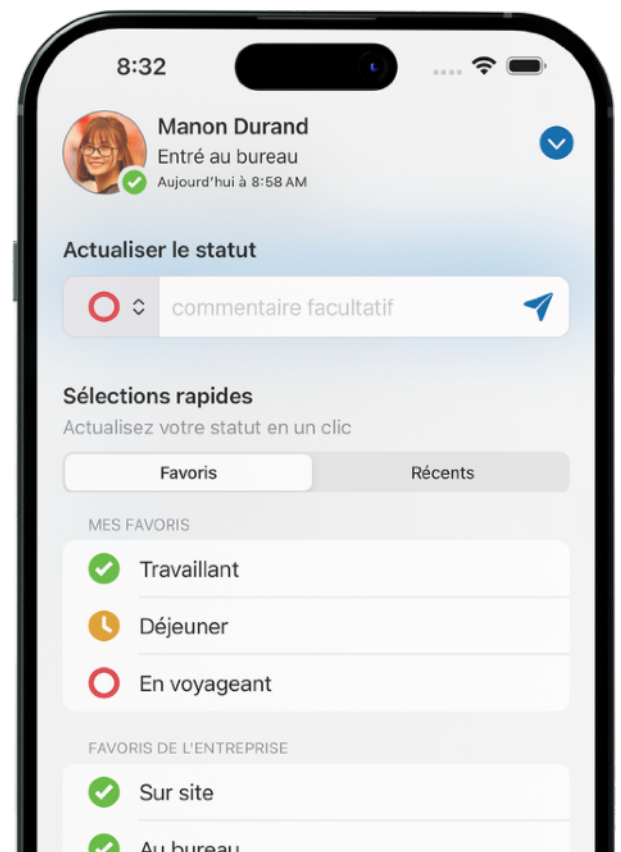 8:32
Manon Durand
Entré au bureau
Aujourd'hui à 8:58 AM
Actualiser le statut
commentaire facultatif
Sélections rapides
Actualisez votre statut en un clic
Favoris
Récents
MES FAVORIS
Travaillant
Déjeuner
En voyageant
FAVORIS DE L'ENTREPRISE
Sur site
Au bureau